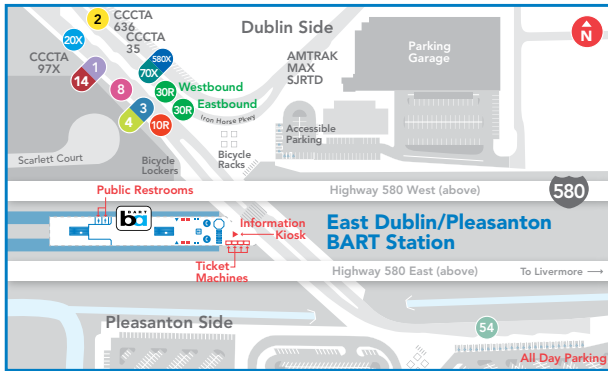 2
CCCTA
636
CCCTA
35
Dublin Side
N
20X
CCCTA
97X
1
14
580X
70X
8
30R
Westbound
30R
Eastbound
3
4
10R
Iron Horse Pkwy
AMTRAK
MAX
SJRTD
Parking
Garage
Accessible
Parking
Scarlett Court
Bicycle
Lockers
Bicycle
Racks
Public Restrooms
Highway 580 West (above)
580
BART
ba
Information
Kiosk
East Dublin/Pleasanton
BART Station
Ticket
Machines
Highway 580 East (above)
To Livermore
Pleasanton Side
54
All Day Parking